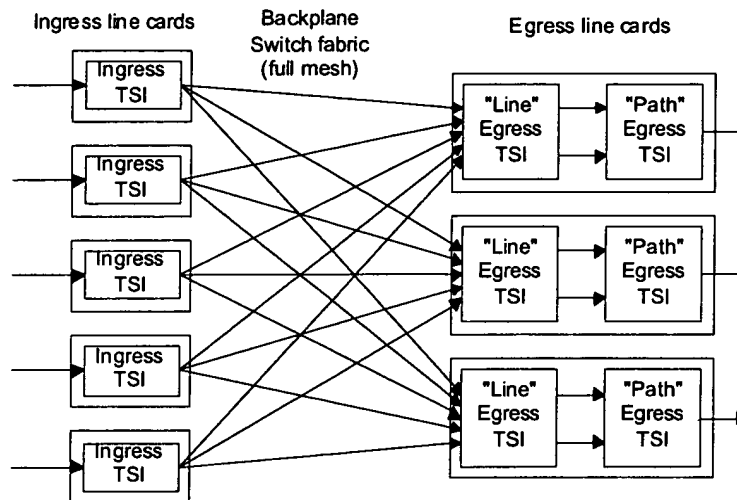 Ingress line cards
Backplane
Switch fabric
(full mesh)
Egress line cards
Ingress
TSI
Ingress
TSI
Ingress
TSI
Ingress
TSI
Ingress
TSI
"Line"
Egress
TSI
"Path"
Egress
TSI
"Line"
Egress
TSI
"Path"
Egress
TSI
"Line"
Egress
TSI
"Path"
Egress
TSI